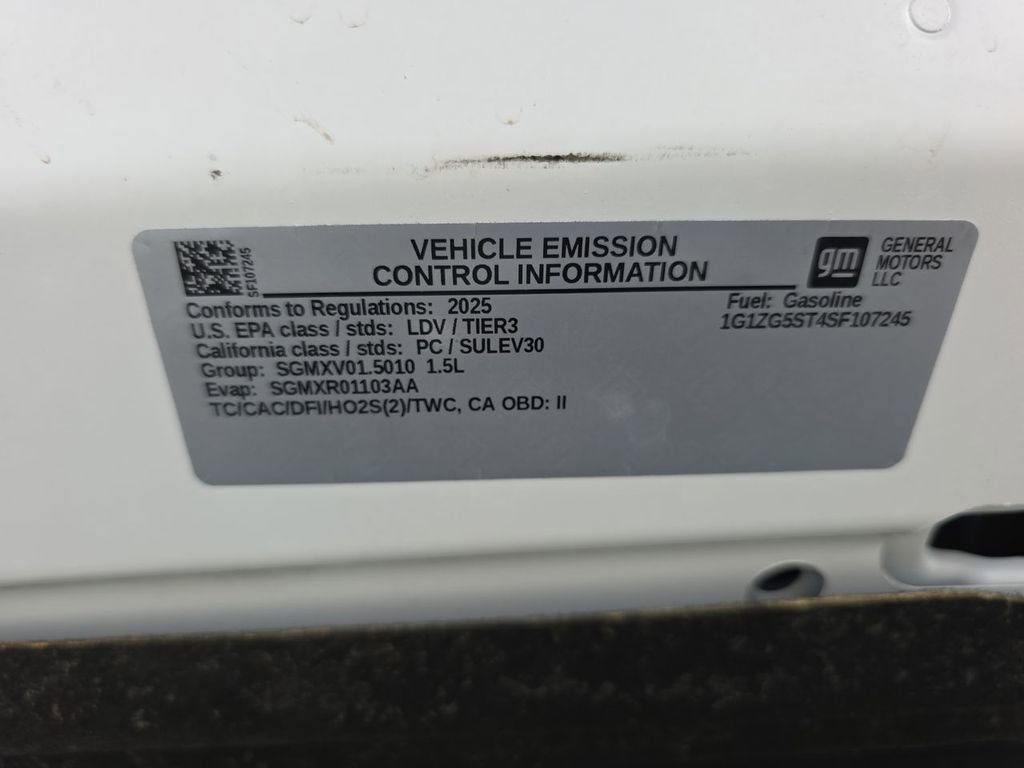 SF107245
VEHICLE EMISSION
CONTROL INFORMATION
gm
GENERAL
MOTORS
LLC
Conforms to Regulations: 2025
U.S. EPA class / stds: LDV / TIER3
California class / stds: PC / SULEV30
Group: SGMXV01.5010 1.5L
Evap: SGMXR01103AA
TC/CAC/DFI/HO2S(2)/TWC, CA OBD: II
Fuel: Gasoline
1G1ZG5ST4SF107245